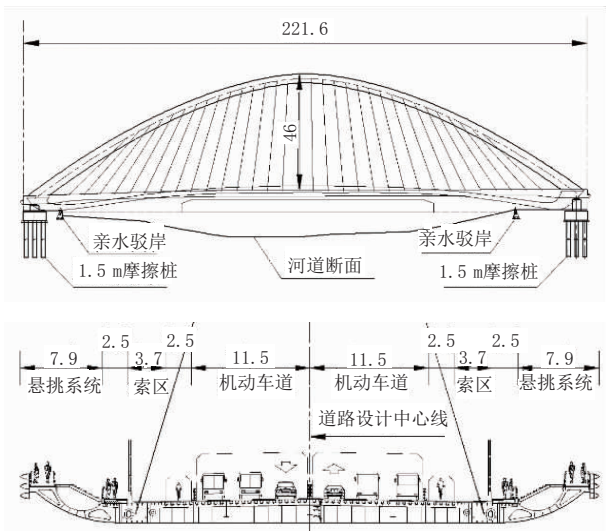 221.6
46
亲水驳岸 亲水驳岸
1.5 m摩擦桩 河道断面 1.5 m摩擦桩
2.5 2.5 2.5 2.5
7.9 3.7 11.5 11.5 3.7 7.9
悬挑系统 索区 机动车道 机动车道 索区 悬挑系统
道路设计中心线